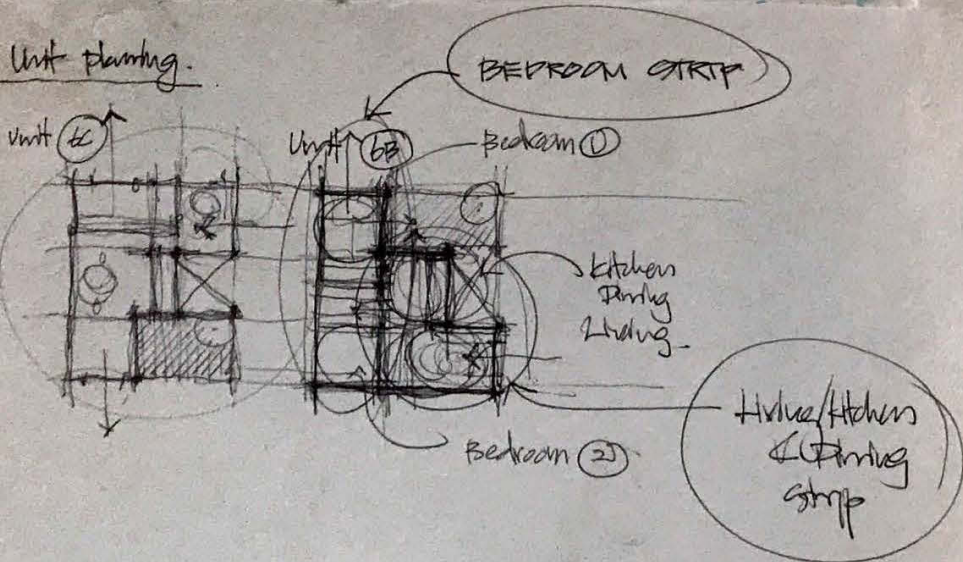 Unit planning.
BEDROOM STRIP
Unit 6C
Unit 6B
Bedroom 1
Kitchen
Dining
Living
Bedroom 2
Living/Kitchen
Dining
Strip